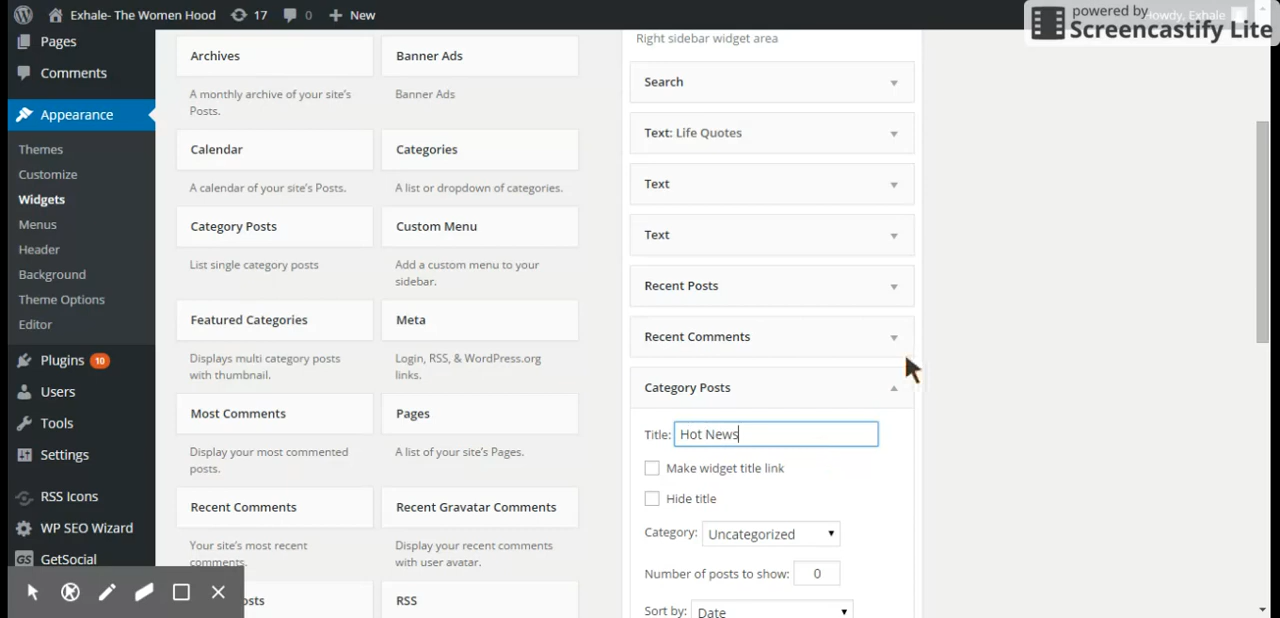 Exhale- The Women Hood
17
0
New
Howdy, Exhale
powered by
Screencastify Lite
Pages
Comments
Appearance
Themes
Customize
Widgets
Menus
Header
Background
Theme Options
Editor
Plugins 10
Users
Tools
Settings
RSS Icons
WP SEO Wizard
GS GetSocial
Archives
A monthly archive of your site's
Posts.
Calendar
A calendar of your site's Posts.
Category Posts
List single category posts
Featured Categories
Displays multi category posts
with thumbnail.
Most Comments
Display your most commented
posts.
Recent Comments
Your site's most recent
comments.
Banner Ads
Banner Ads
Categories
A list or dropdown of categories.
Custom Menu
Add a custom menu to your
sidebar.
Meta
Login, RSS, & WordPress.org
links.
Pages
A list of your site's Pages.
Recent Gravatar Comments
Display your recent comments
with user avatar.
RSS
Right sidebar widget area
Search
Text: Life Quotes
Text
Text
Recent Posts
Recent Comments
Category Posts
Title: Hot News
Make widget title link
Hide title
Category: Uncategorized
Number of posts to show: 0
Sort by: Date